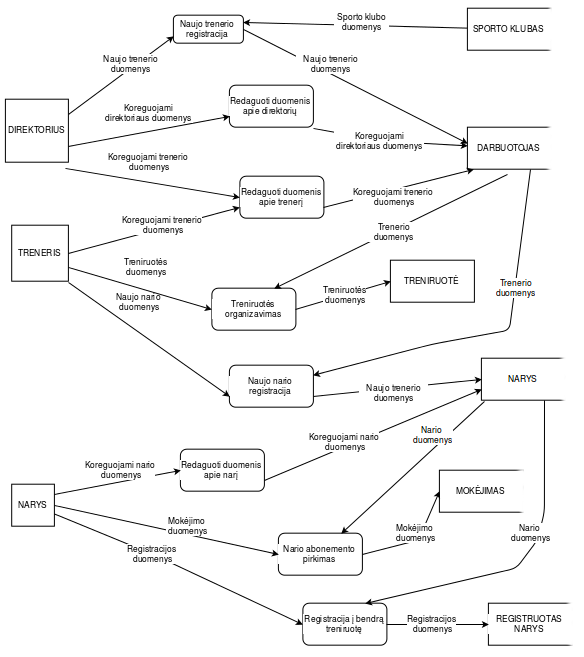 Naujo trenerio
registracija
Sporto klubo
duomenys
SPORTO KLUBAS
Naujo trenerio
duomenys
Naujo trenerio
duomenys
DIREKTORIUS
Koreguojami
direktoriaus duomenys
Redaguoti duomenis
apie direktorių
Koreguojami
direktoriaus duomenys
DARBUOTOJAS
Koreguojami trenerio
duomenys
Redaguoti duomenis
apie trenerį
Koreguojami trenerio
duomenys
Koreguojami trenerio
duomenys
TRENERIS
Trenerio
duomenys
Treniruotės
duomenys
Naujo nario
duomenys
Treniruotės
organizavimas
Treniruotės
duomenys
TRENIRUOTĖ
Trenerio
duomenys
Naujo nario
registracija
Naujo trenerio
duomenys
NARYS
Koreguojami nario
duomenys
Nario
duomenys
Koreguojami nario
duomenys
Redaguoti duomenis
apie narį
NARYS
MOKĖJIMAS
Mokėjimo
duomenys
Registracijos
duomenys
Nario abonemento
pirkimas
Mokėjimo
duomenys
Nario
duomenys
Registracija į bendrą
treniruotę
Registracijos
duomenys
REGISTRUOTAS
NARYS